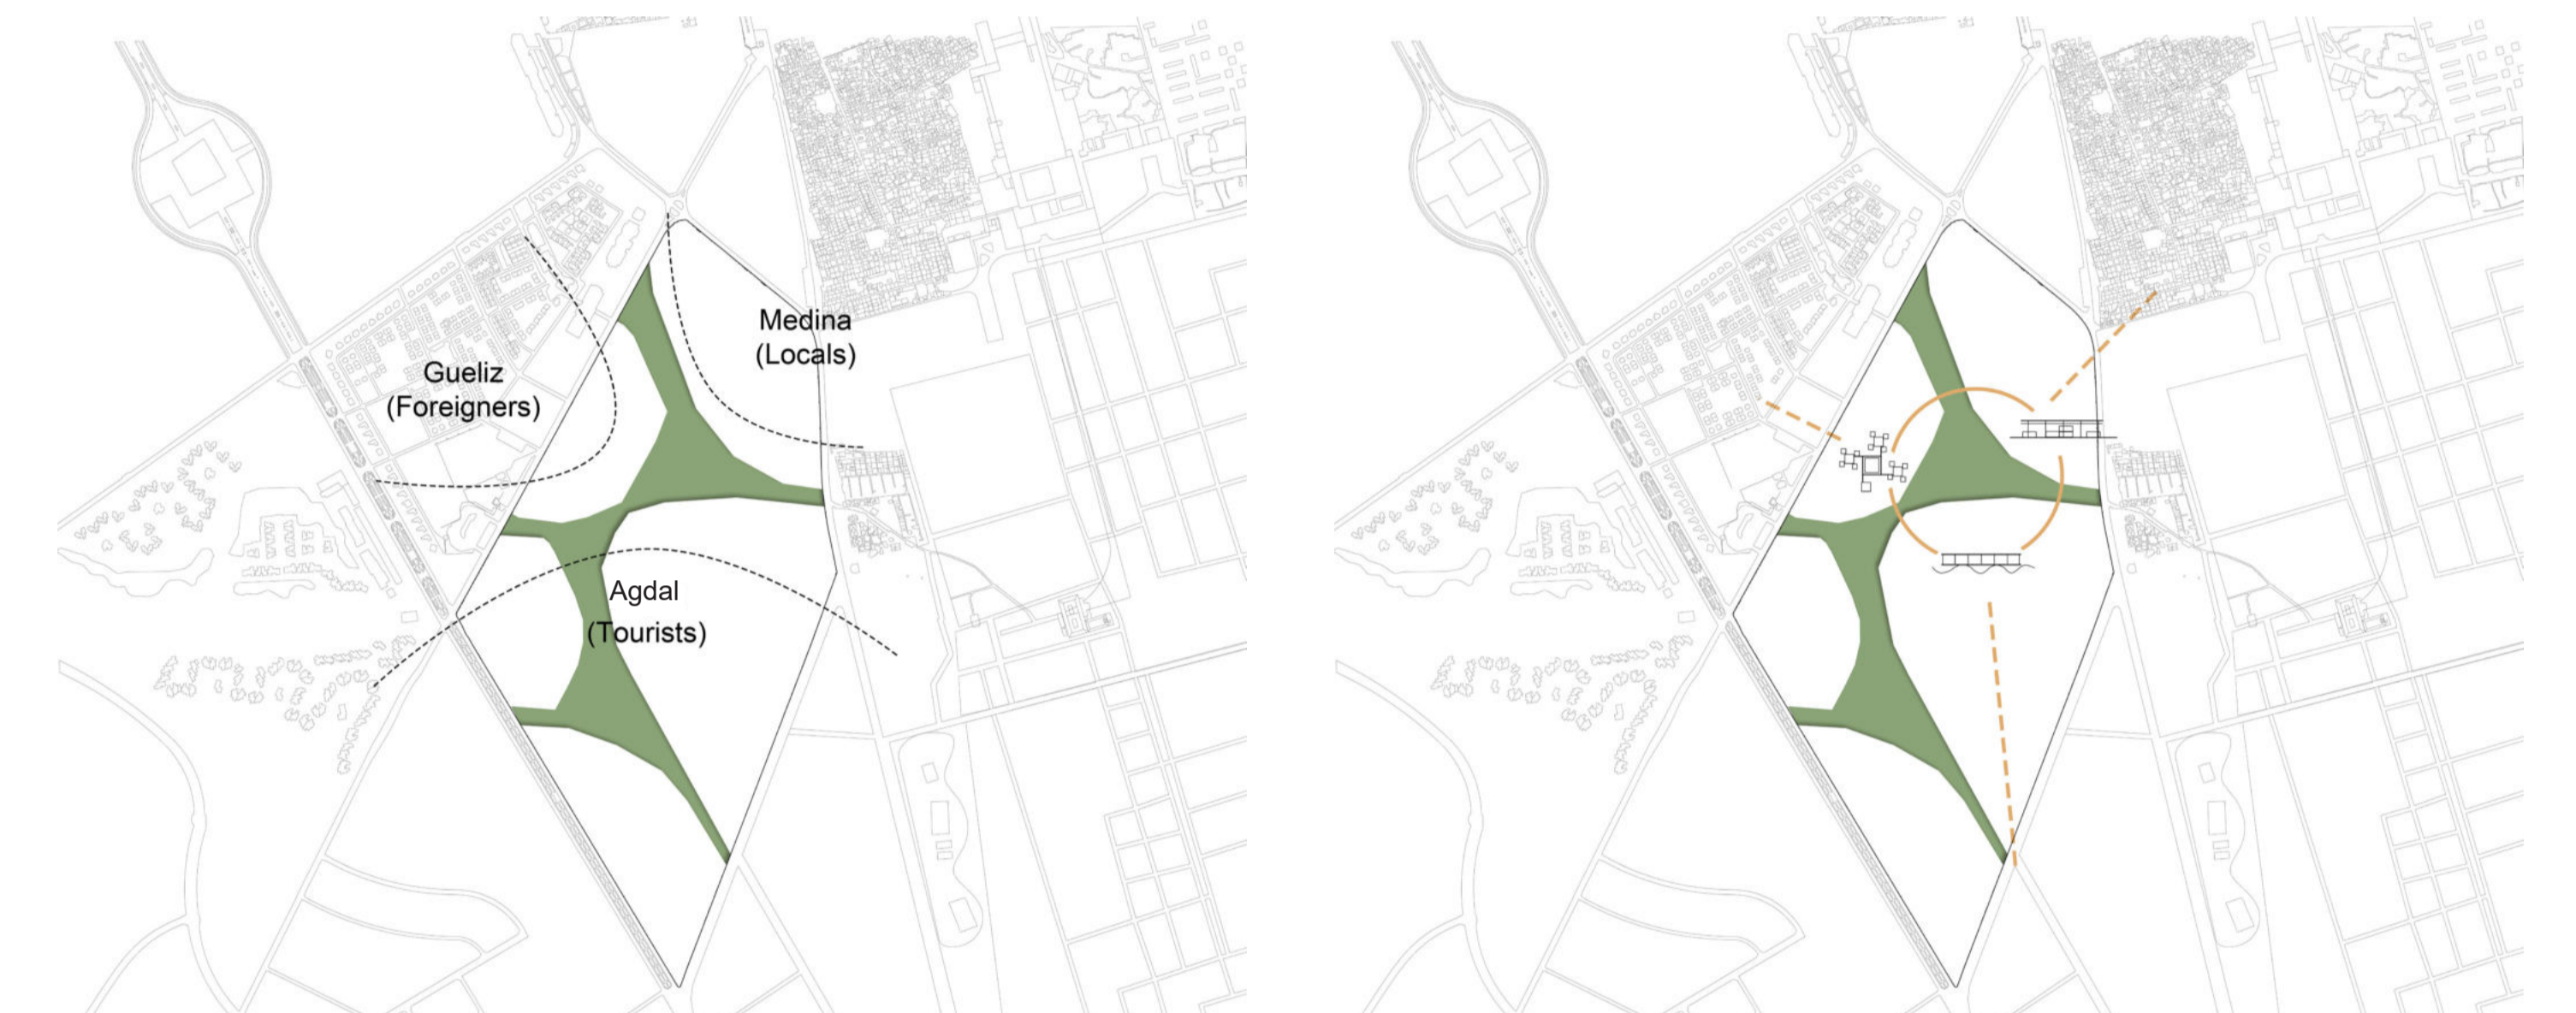 Medina
(Locals)
Gueliz
(Foreigners)
Agdal
(Tourists)